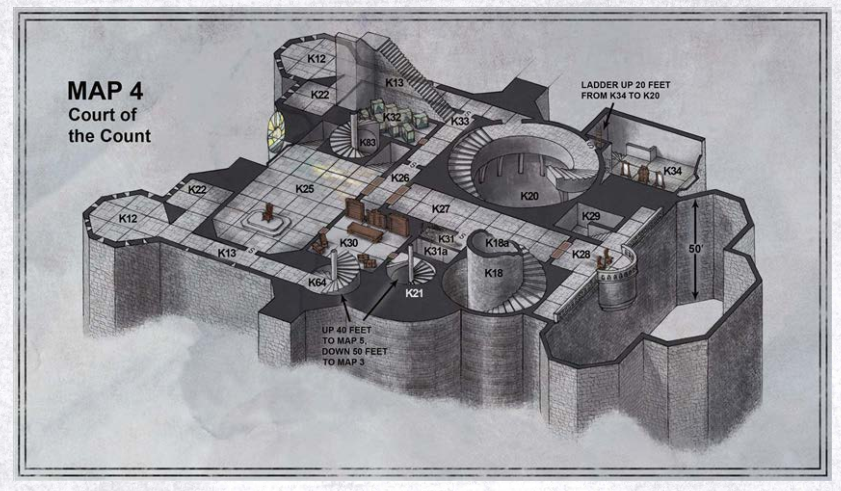 MAP 4
Court of
the Count
K12
K22
K13
K32
K33
K83
LADDER UP 20 FEET
FROM K34 TO K20
K34
K20
K26
K25
K22
K12
K13
K27
K29
K30
K31
K31a
K18a
K18
K28
50'
K64
K21
UP 40 FEET
TO MAP 5,
DOWN 50 FEET
TO MAP 3
S
S
S
S
S